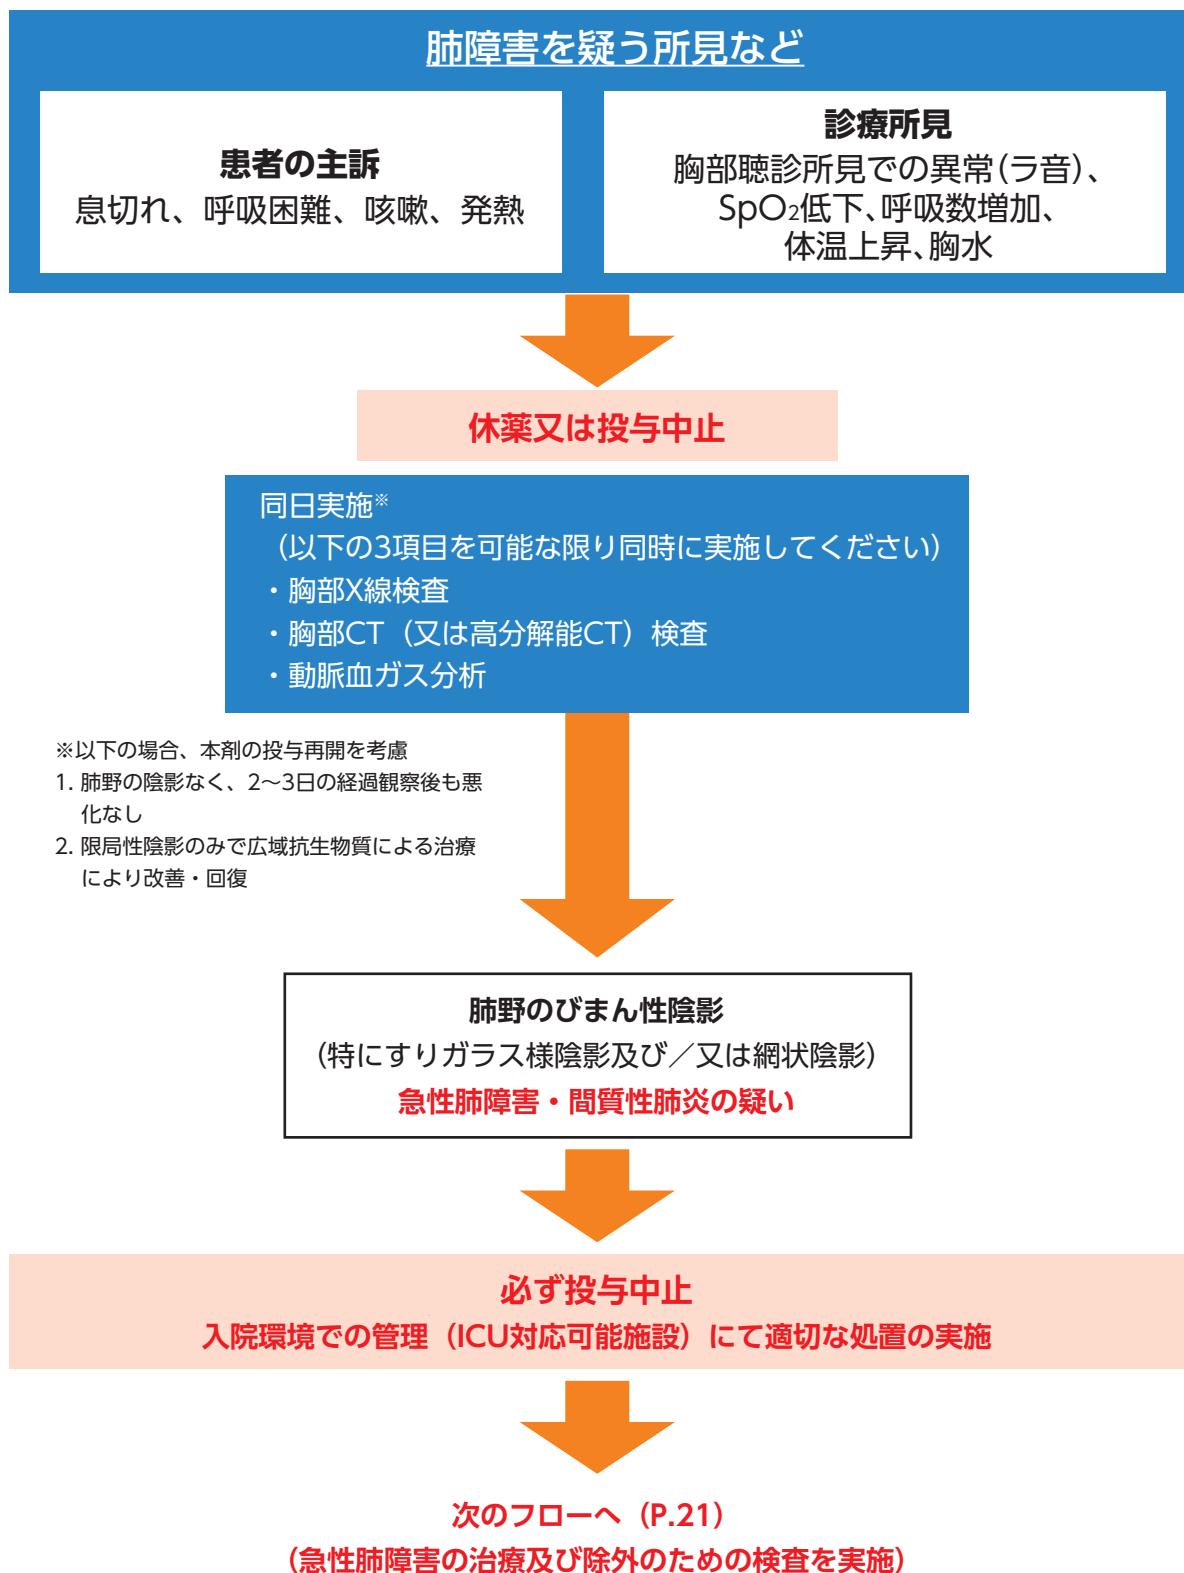 肺障害を疑う所見など
患者の主訴
息切れ、呼吸困難、咳嗽、発熱
診療所見
胸部聴診所見での異常(ラ音)、
SpO₂低下、呼吸数増加、
体温上昇、胸水
休薬又は投与中止
同日実施※
（以下の3項目を可能な限り同時に実施してください）
・胸部X線検査
・胸部CT（又は高分解能CT）検査
・動脈血ガス分析
※以下の場合、本剤の投与再開を考慮
1. 肺野の陰影なく、2〜3日の経過観察後も悪
化なし
2. 限局性陰影のみで広域抗生物質による治療
により改善・回復
肺野のびまん性陰影
（特にすりガラス様陰影及び／又は網状陰影）
急性肺障害・間質性肺炎の疑い
必ず投与中止
入院環境での管理（ICU対応可能施設）にて適切な処置の実施
次のフローへ（P.21）
（急性肺障害の治療及び除外のための検査を実施）